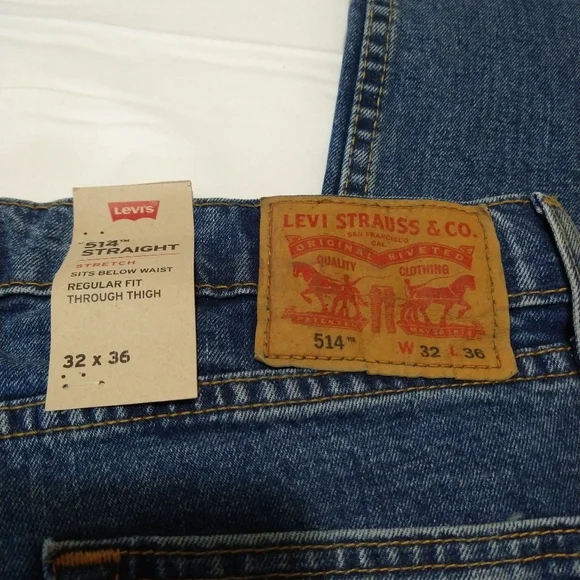 Levi's
514™
STRAIGHT
STRETCH
SITS BELOW WAIST
REGULAR FIT
THROUGH THIGH
32 x 36
LEVI STRAUSS & CO.
SAN FRANCISCO
CAL.
ORIGINAL RIVETED
QUALITY CLOTHING
PATENTED
514™ W 32 L 36